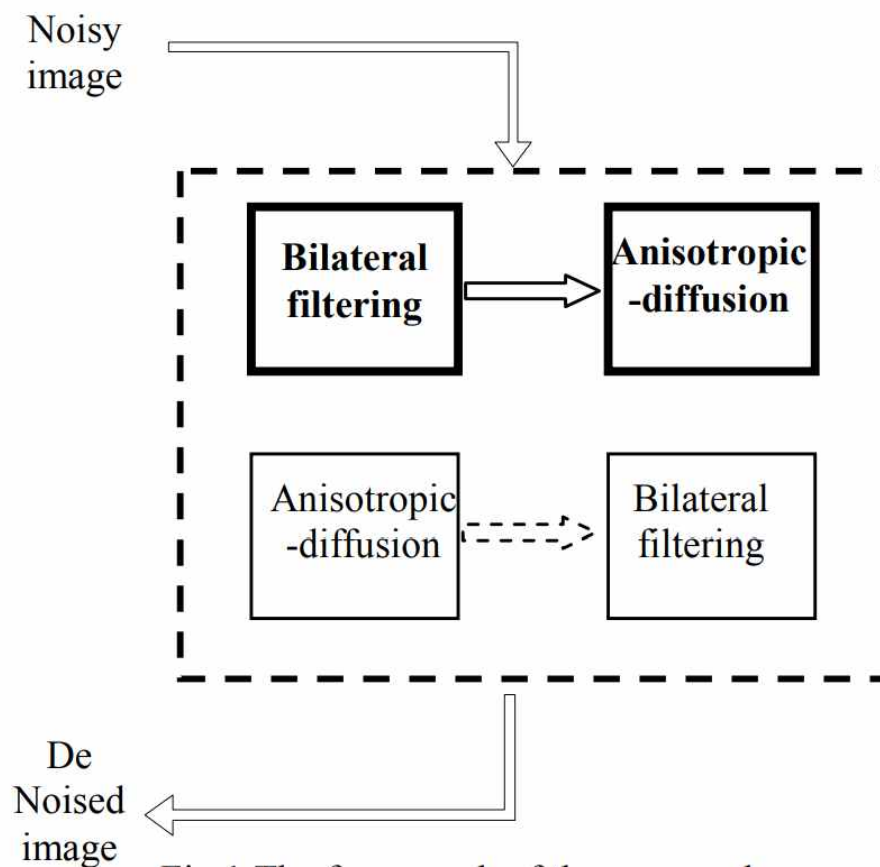 Noisy
image
Bilateral
filtering
Anisotropic
-diffusion
Anisotropic
-diffusion
Bilateral
filtering
De
Noised
image